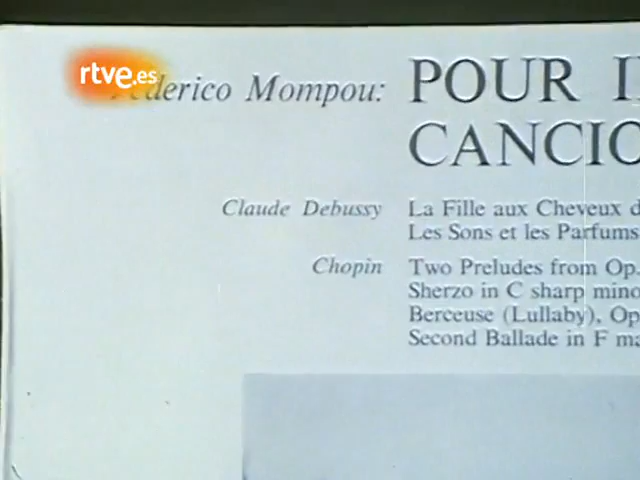 rtve.es
Federico Mompou: POUR
CANCIO
Claude Debussy La Fille aux Cheveux d
Les Sons et les Parfums
Chopin Two Preludes from Op.
Sherzo in C sharp mino
Berceuse (Lullaby), Op
Second Ballade in F ma